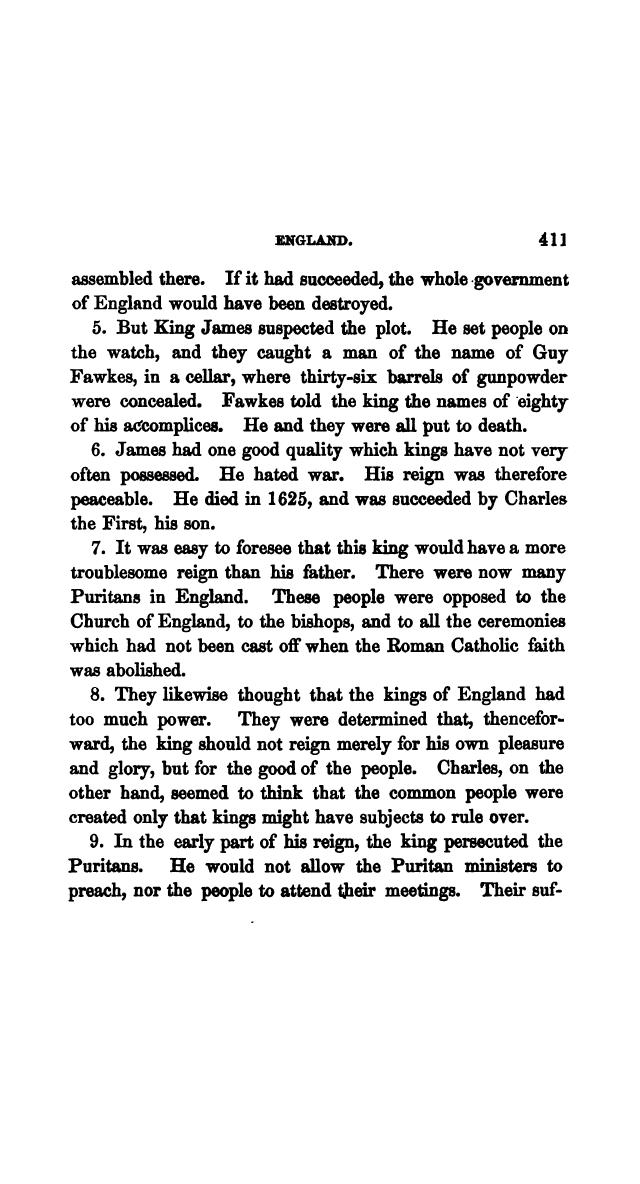 ENGLAND. 411
assembled there. If it had succeeded, the whole government
of England would have been destroyed.
5. But King James suspected the plot. He set people on
the watch, and they caught a man of the name of Guy
Fawkes, in a cellar, where thirty-six barrels of gunpowder
were concealed. Fawkes told the king the names of eighty
of his accomplices. He and they were all put to death.
6. James had one good quality which kings have not very
often possessed. He hated war. His reign was therefore
peaceable. He died in 1625, and was succeeded by Charles
the First, his son.
7. It was easy to foresee that this king would have a more
troublesome reign than his father. There were now many
Puritans in England. These people were opposed to the
Church of England, to the bishops, and to all the ceremonies
which had not been cast off when the Roman Catholic faith
was abolished.
8. They likewise thought that the kings of England had
too much power. They were determined that, thencefor-
ward, the king should not reign merely for his own pleasure
and glory, but for the good of the people. Charles, on the
other hand, seemed to think that the common people were
created only that kings might have subjects to rule over.
9. In the early part of his reign, the king persecuted the
Puritans. He would not allow the Puritan ministers to
preach, nor the people to attend their meetings. Their suf-